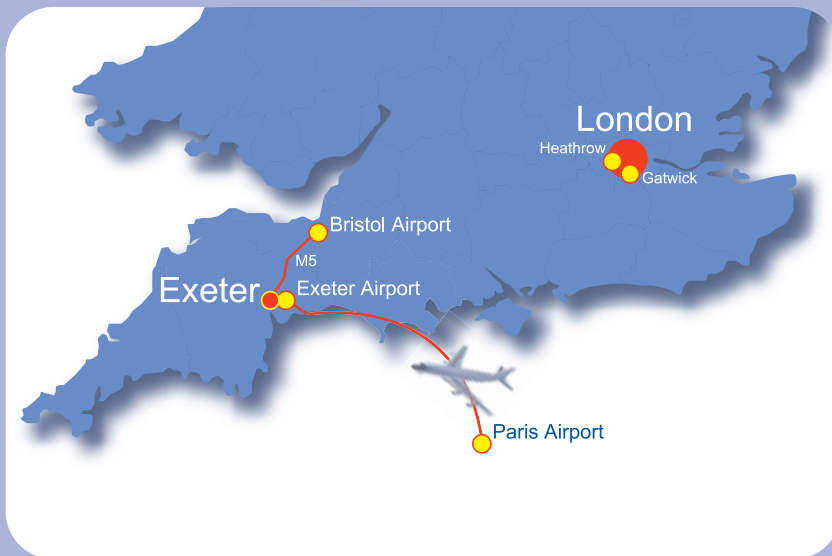 London
Heathrow
Gatwick
Bristol Airport
M5
Exeter
Exeter Airport
Paris Airport